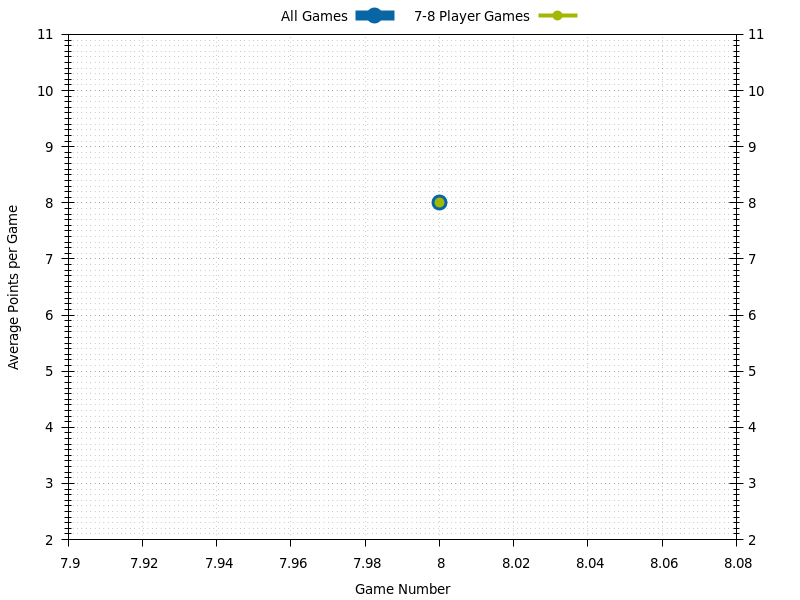 All Games 7-8 Player Games
11 11
10 10
9 9
8 8
7 7
6 6
5 5
4 4
3 3
2 2
Average Points per Game
7.9 7.92 7.94 7.96 7.98 8 8.02 8.04 8.06 8.08
Game Number